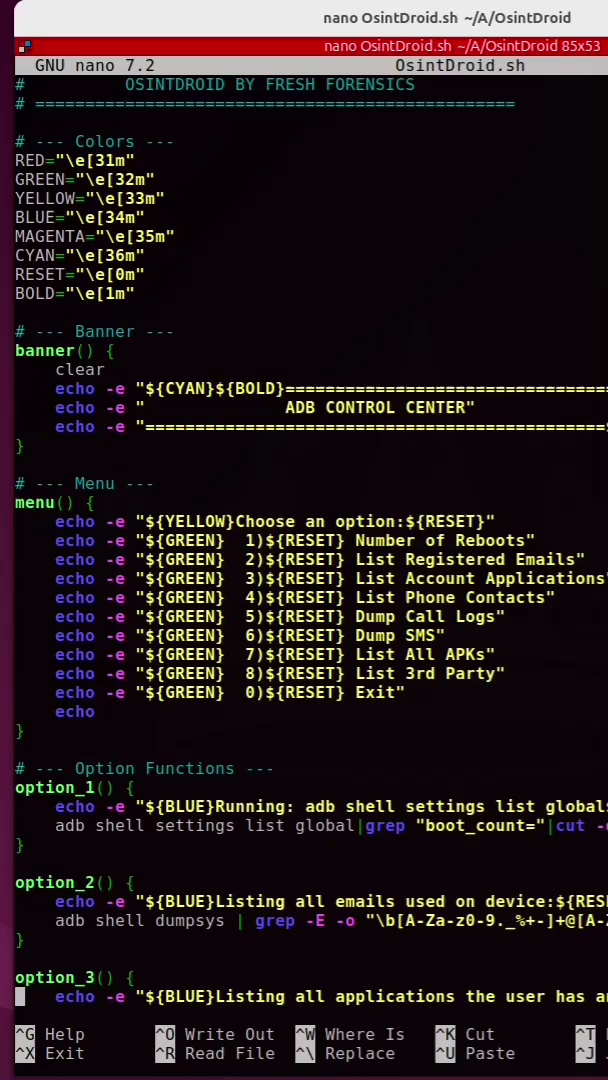 nano OsintDroid.sh ~/A/OsintDroid
nano OsintDroid.sh ~/A/OsintDroid 85x53
GNU nano 7.2 OsintDroid.sh
# OSINTDROID BY FRESH FORENSICS
# ================================================
# --- Colors ---
RED="\e[31m"
GREEN="\e[32m"
YELLOW="\e[33m"
BLUE="\e[34m"
MAGENTA="\e[35m"
CYAN="\e[36m"
RESET="\e[0m"
BOLD="\e[1m"
# --- Banner ---
banner() {
clear
echo -e "${CYAN}${BOLD}=================================
echo -e " ADB CONTROL CENTER"
echo -e "==============================================$
}
# --- Menu ---
menu() {
echo -e "${YELLOW}Choose an option:${RESET}"
echo -e "${GREEN} 1)${RESET} Number of Reboots"
echo -e "${GREEN} 2)${RESET} List Registered Emails"
echo -e "${GREEN} 3)${RESET} List Account Applications"
echo -e "${GREEN} 4)${RESET} List Phone Contacts"
echo -e "${GREEN} 5)${RESET} Dump Call Logs"
echo -e "${GREEN} 6)${RESET} Dump SMS"
echo -e "${GREEN} 7)${RESET} List All APKs"
echo -e "${GREEN} 8)${RESET} List 3rd Party"
echo -e "${GREEN} 0)${RESET} Exit"
echo
}
# --- Option Functions ---
option_1() {
echo -e "${BLUE}Running: adb shell settings list global
adb shell settings list global|grep "boot_count="|cut
}
option_2() {
echo -e "${BLUE}Listing all emails used on device:${RES
adb shell dumpsys | grep -E -o "\b[A-Za-z0-9._%+-]+@[A-
}
option_3() {
echo -e "${BLUE}Listing all applications the user has
^G Help ^O Write Out ^W Where Is ^K Cut ^T
^X Exit ^R Read File ^\ Replace ^U Paste ^J